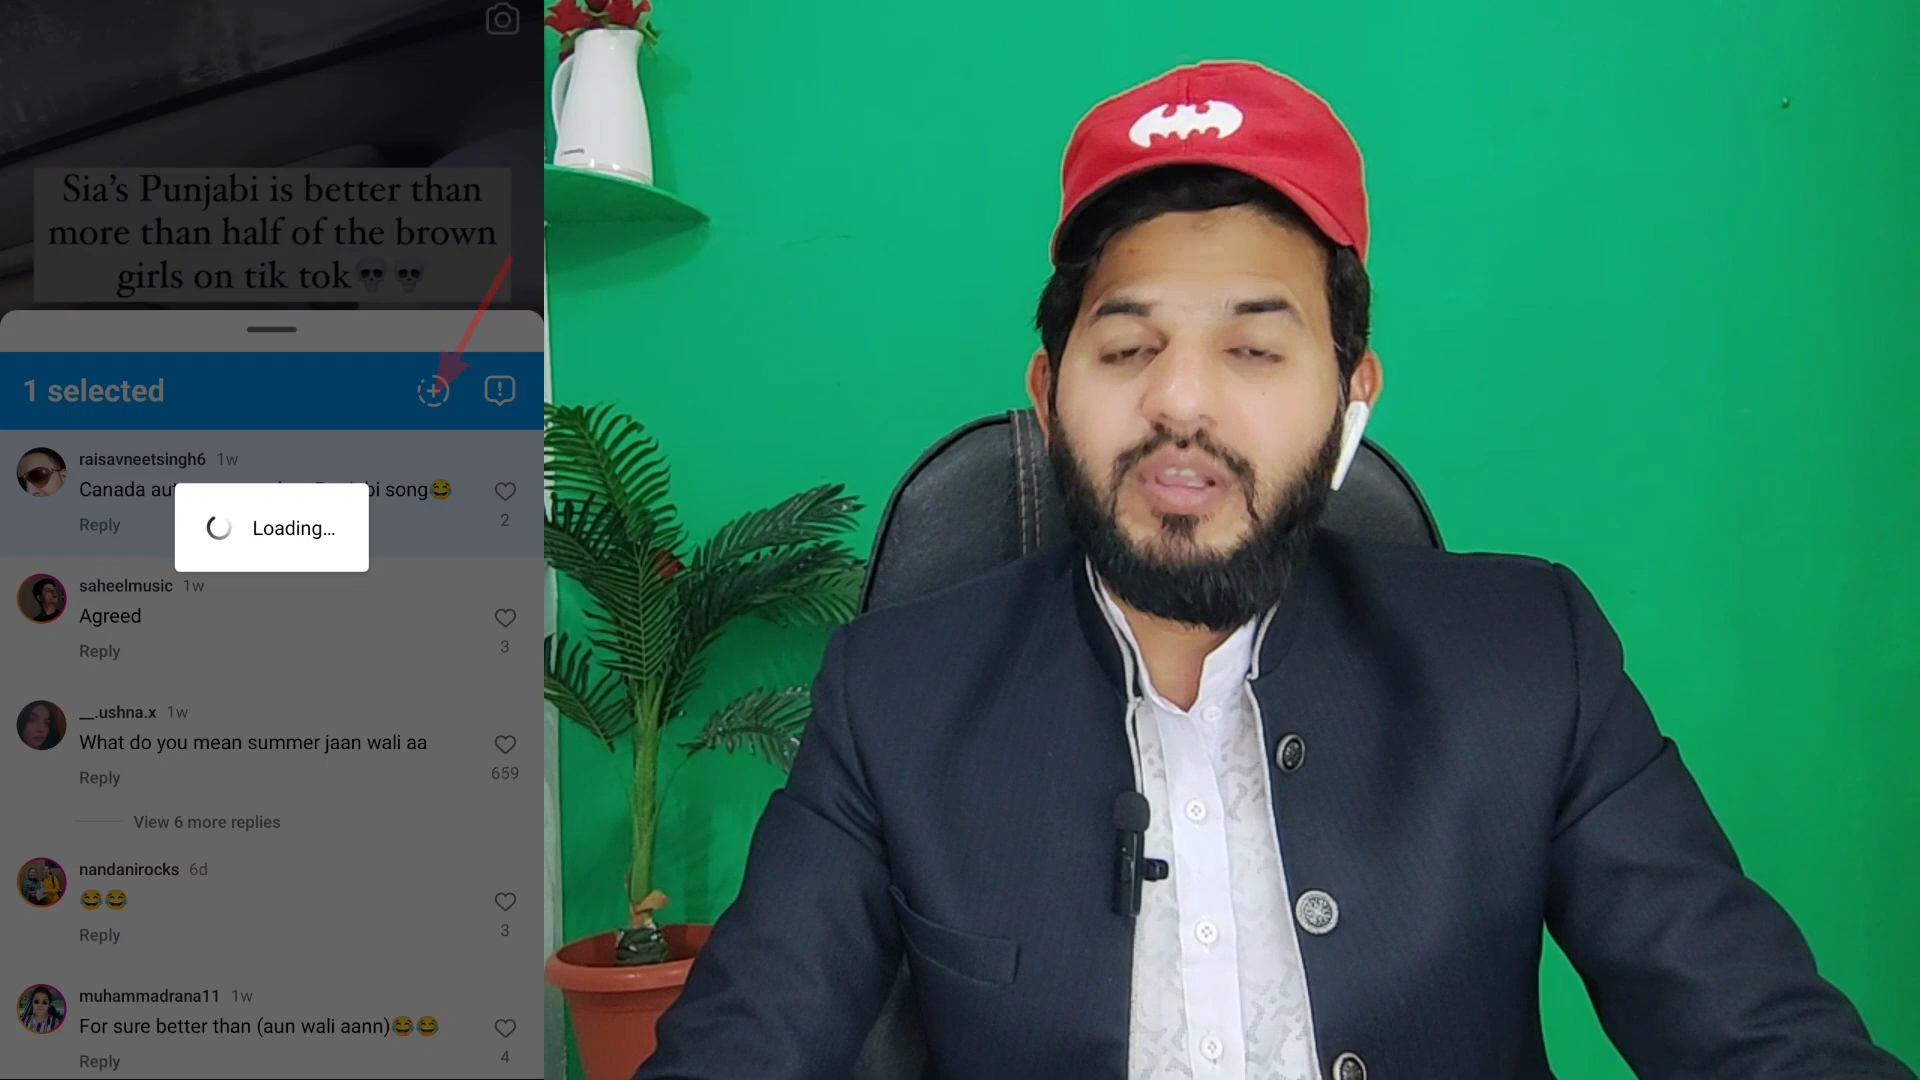 Sia's Punjabi is better than
more than half of the brown
girls on tik tok💀💀
1 selected
raisavneetsingh6 1w
Canada bi song😂
Reply
2
Loading...
saheelmusic 1w
Agreed
Reply
3
__.ushna.x 1w
What do you mean summer jaan wali aa
Reply
659
View 6 more replies
nandanirocks 6d
😂😂
Reply
3
muhammadrana11 1w
For sure better than (aun wali aann)😂😂
Reply
4